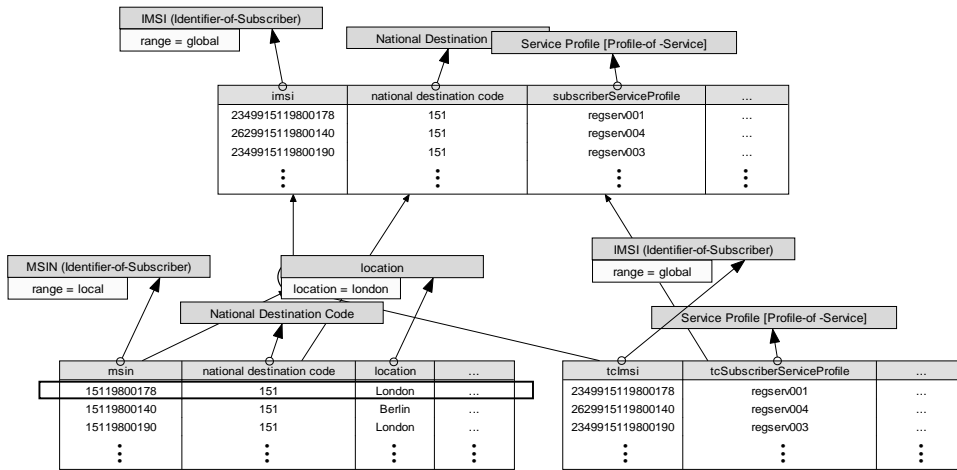 IMSI (Identifier-of-Subscriber)
range = global
National Destination
Service Profile [Profile-of -Service]
imsi national destination code subscriberServiceProfile ...
2349915119800178 151 regserv001 ...
2629915119800140 151 regserv004 ...
2349915119800190 151 regserv003 ...
MSIN (Identifier-of-Subscriber)
range = local
location
location = london
National Destination Code
IMSI (Identifier-of-Subscriber)
range = global
Service Profile [Profile-of -Service]
msin national destination code location ...
15119800178 151 London ...
15119800140 151 Berlin ...
15119800190 151 London ...
tcImsi tcSubscriberServiceProfile ...
2349915119800178 regserv001 ...
2629915119800140 regserv004 ...
2349915119800190 regserv003 ...